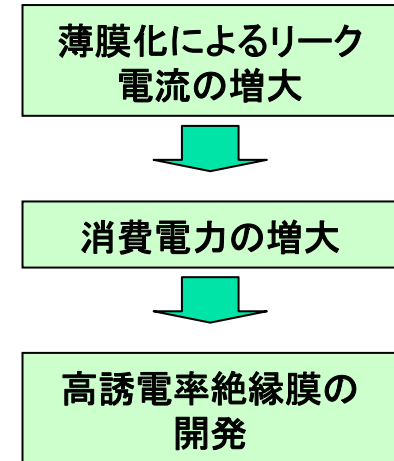 薄膜化によるリーク
電流の増大
消費電力の増大
高誘電率絶縁膜の
開発